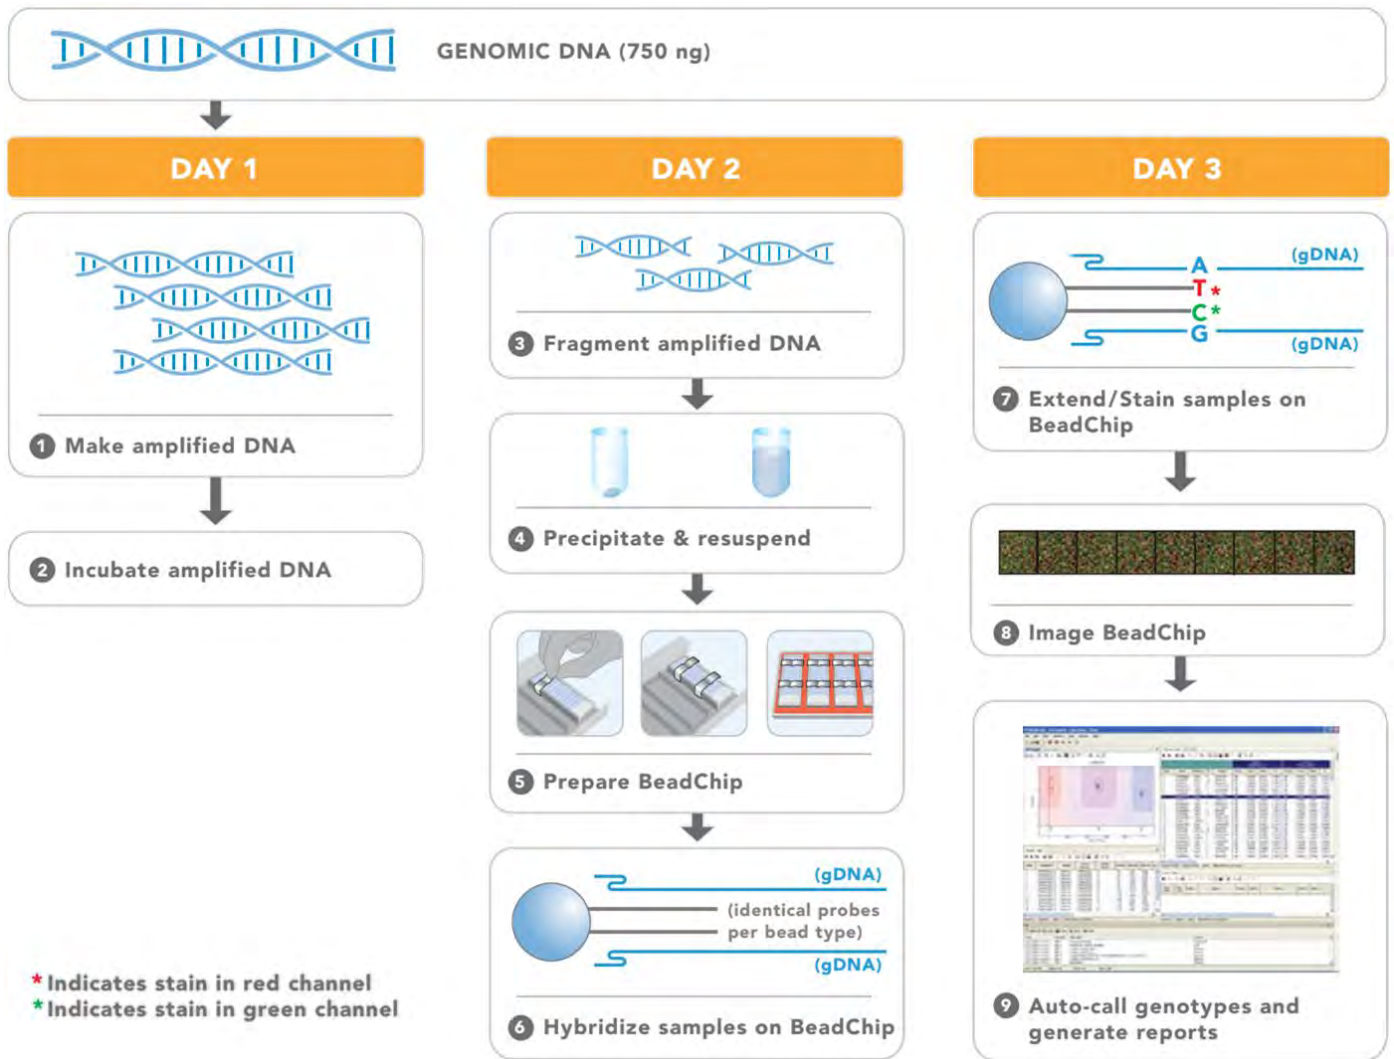 GENOMIC DNA (750 ng)
DAY 1
1 Make amplified DNA
2 Incubate amplified DNA
DAY 2
3 Fragment amplified DNA
4 Precipitate & resuspend
5 Prepare BeadChip
(gDNA)
(identical probes
per bead type)
(gDNA)
6 Hybridize samples on BeadChip
DAY 3
A (gDNA)
T*
C*
G (gDNA)
7 Extend/Stain samples on
BeadChip
8 Image BeadChip
9 Auto-call genotypes and
generate reports
*Indicates stain in red channel
*Indicates stain in green channel